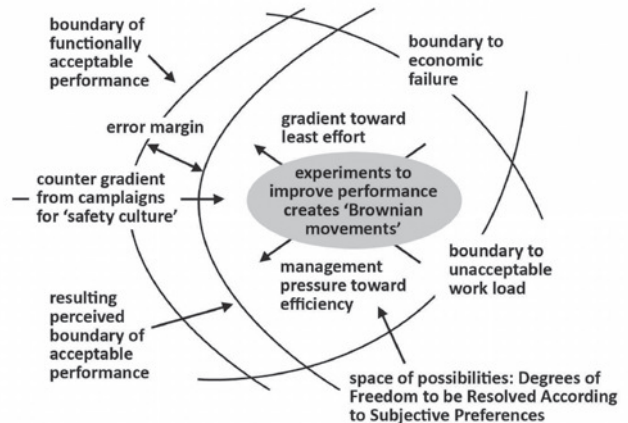 boundary of
functionally
acceptable
performance
boundary to
economic
failure
error margin
gradient toward
least effort
counter gradient
from camplaigns
for ‘safety culture’
experiments to
improve performance
creates ‘Brownian
movements’
management
pressure toward
efficiency
boundary to
unacceptable
work load
resulting
perceived
boundary of
acceptable
performance
space of possibilities: Degrees of
Freedom to be Resolved According
to Subjective Preferences